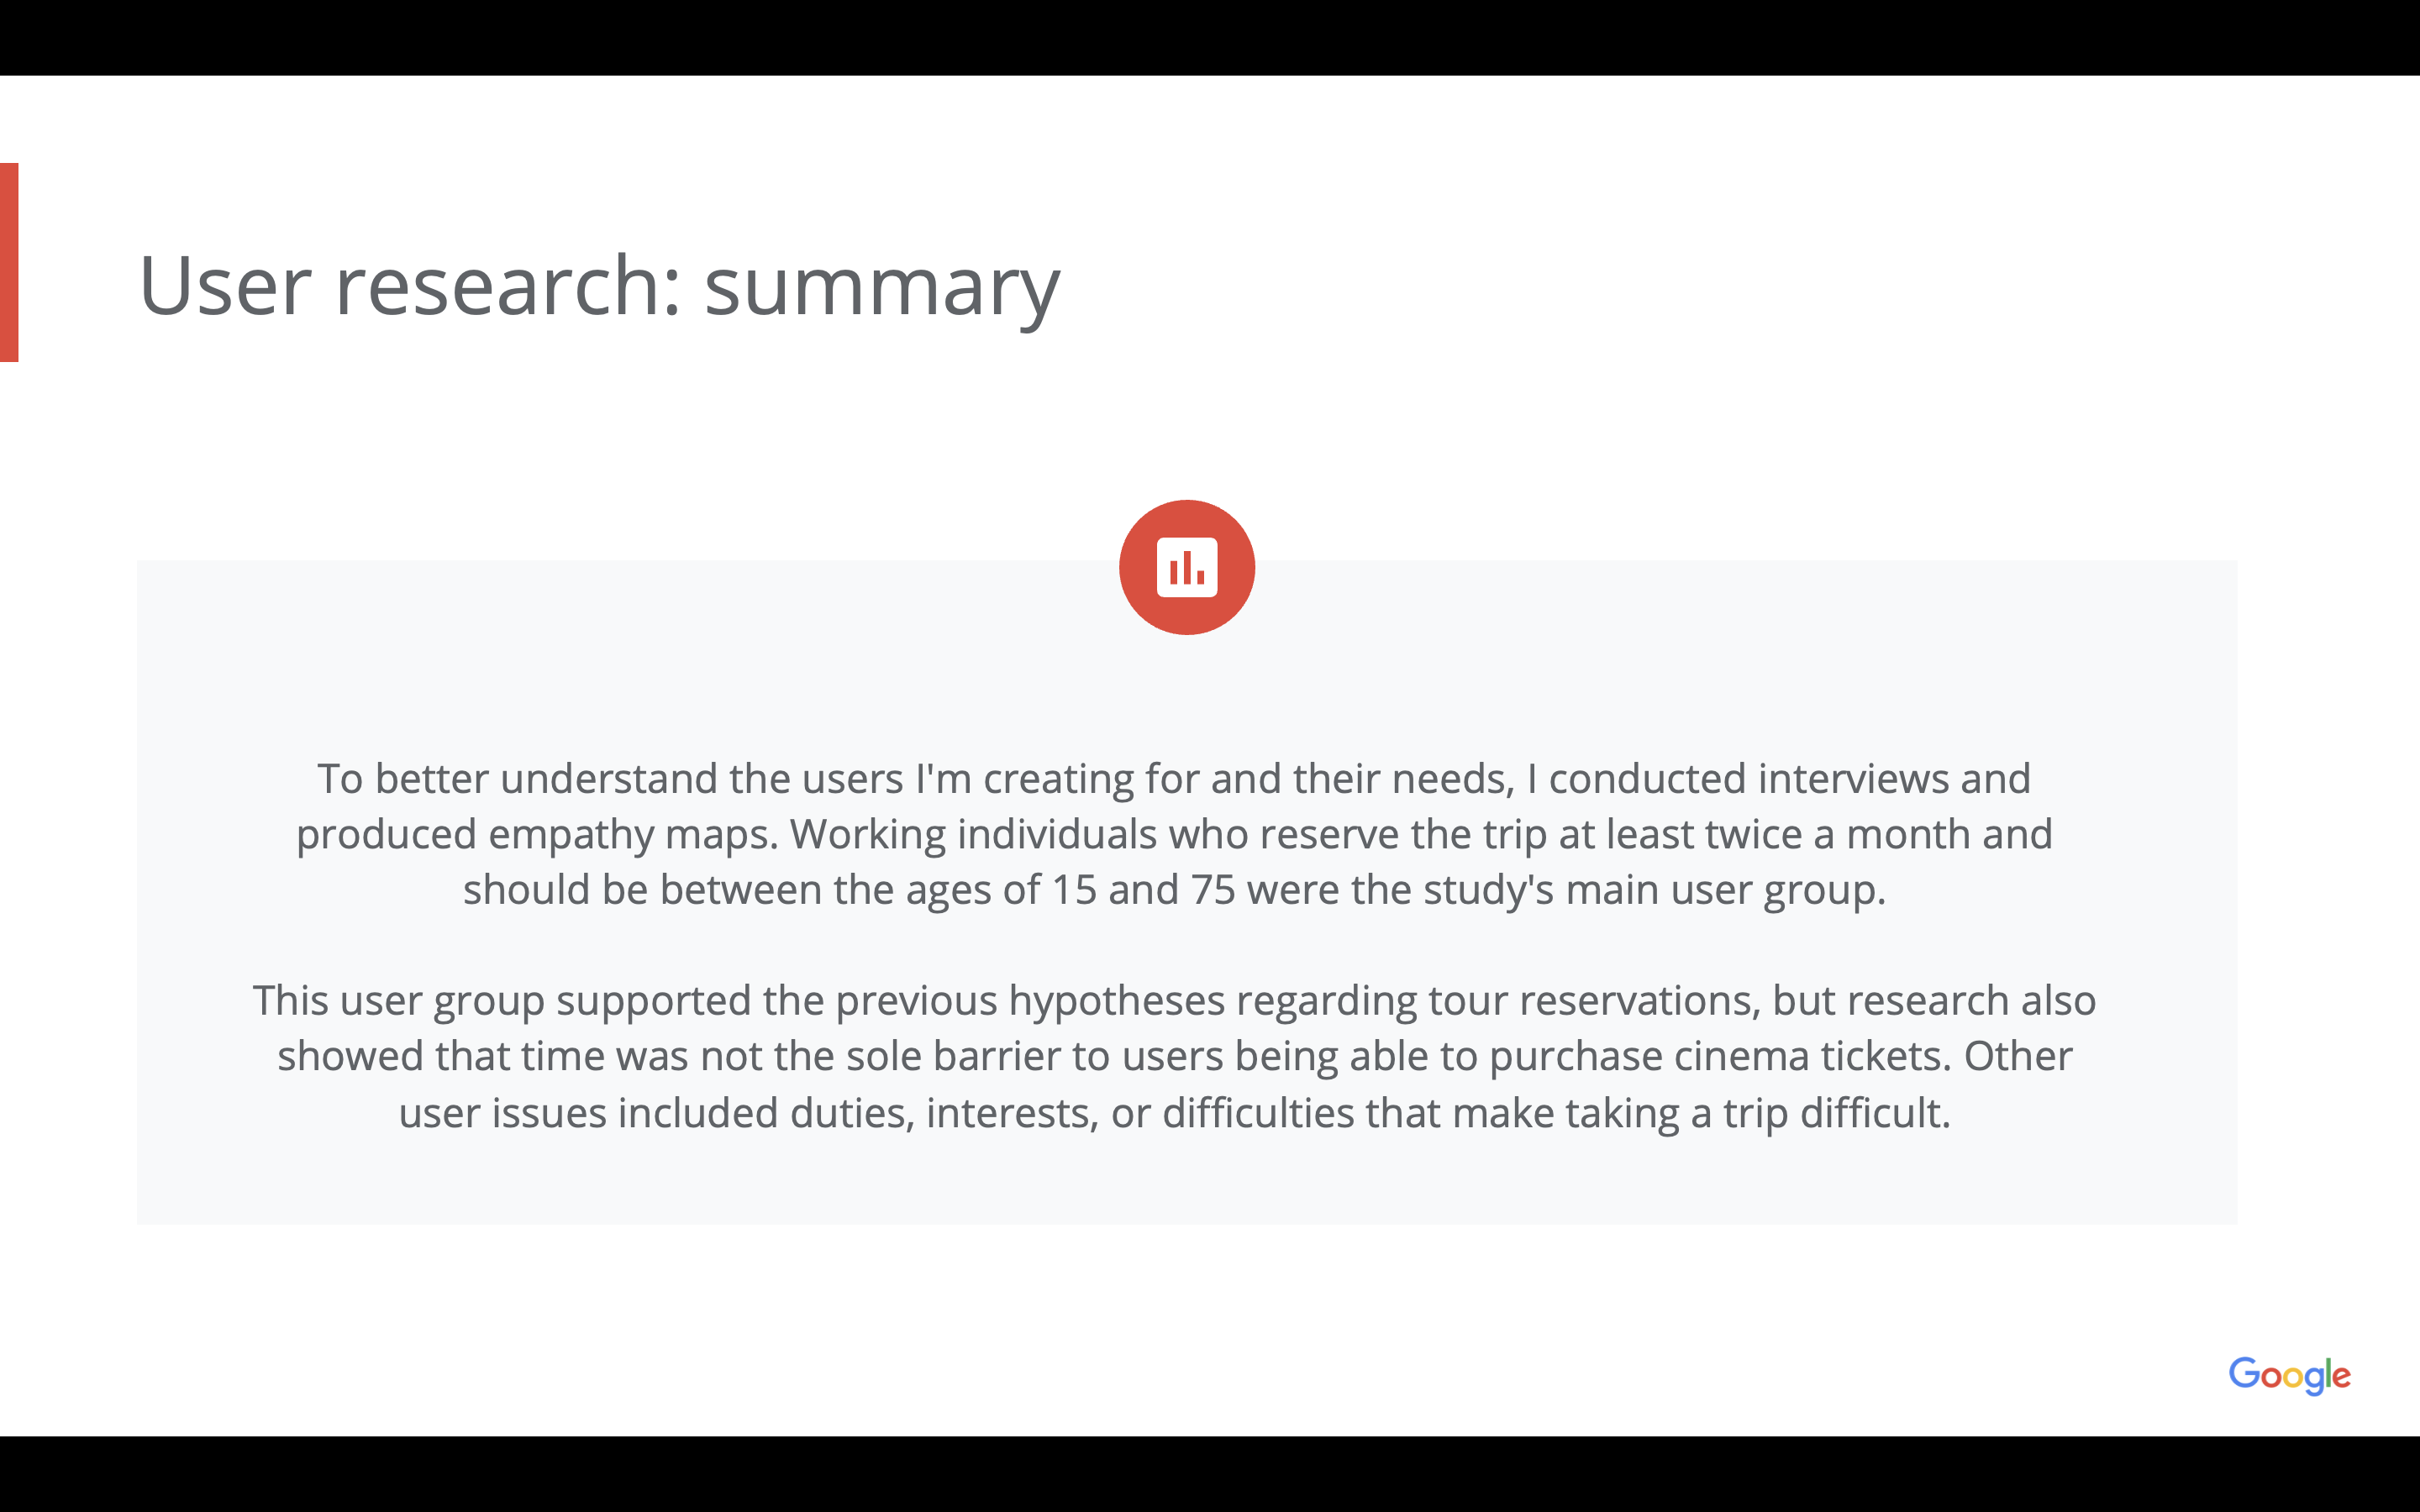 User research: summary
To better understand the users I'm creating for and their needs, I conducted interviews and
produced empathy maps. Working individuals who reserve the trip at least twice a month and
should be between the ages of 15 and 75 were the study's main user group.
This user group supported the previous hypotheses regarding tour reservations, but research also
showed that time was not the sole barrier to users being able to purchase cinema tickets. Other
user issues included duties, interests, or difficulties that make taking a trip difficult.
Google